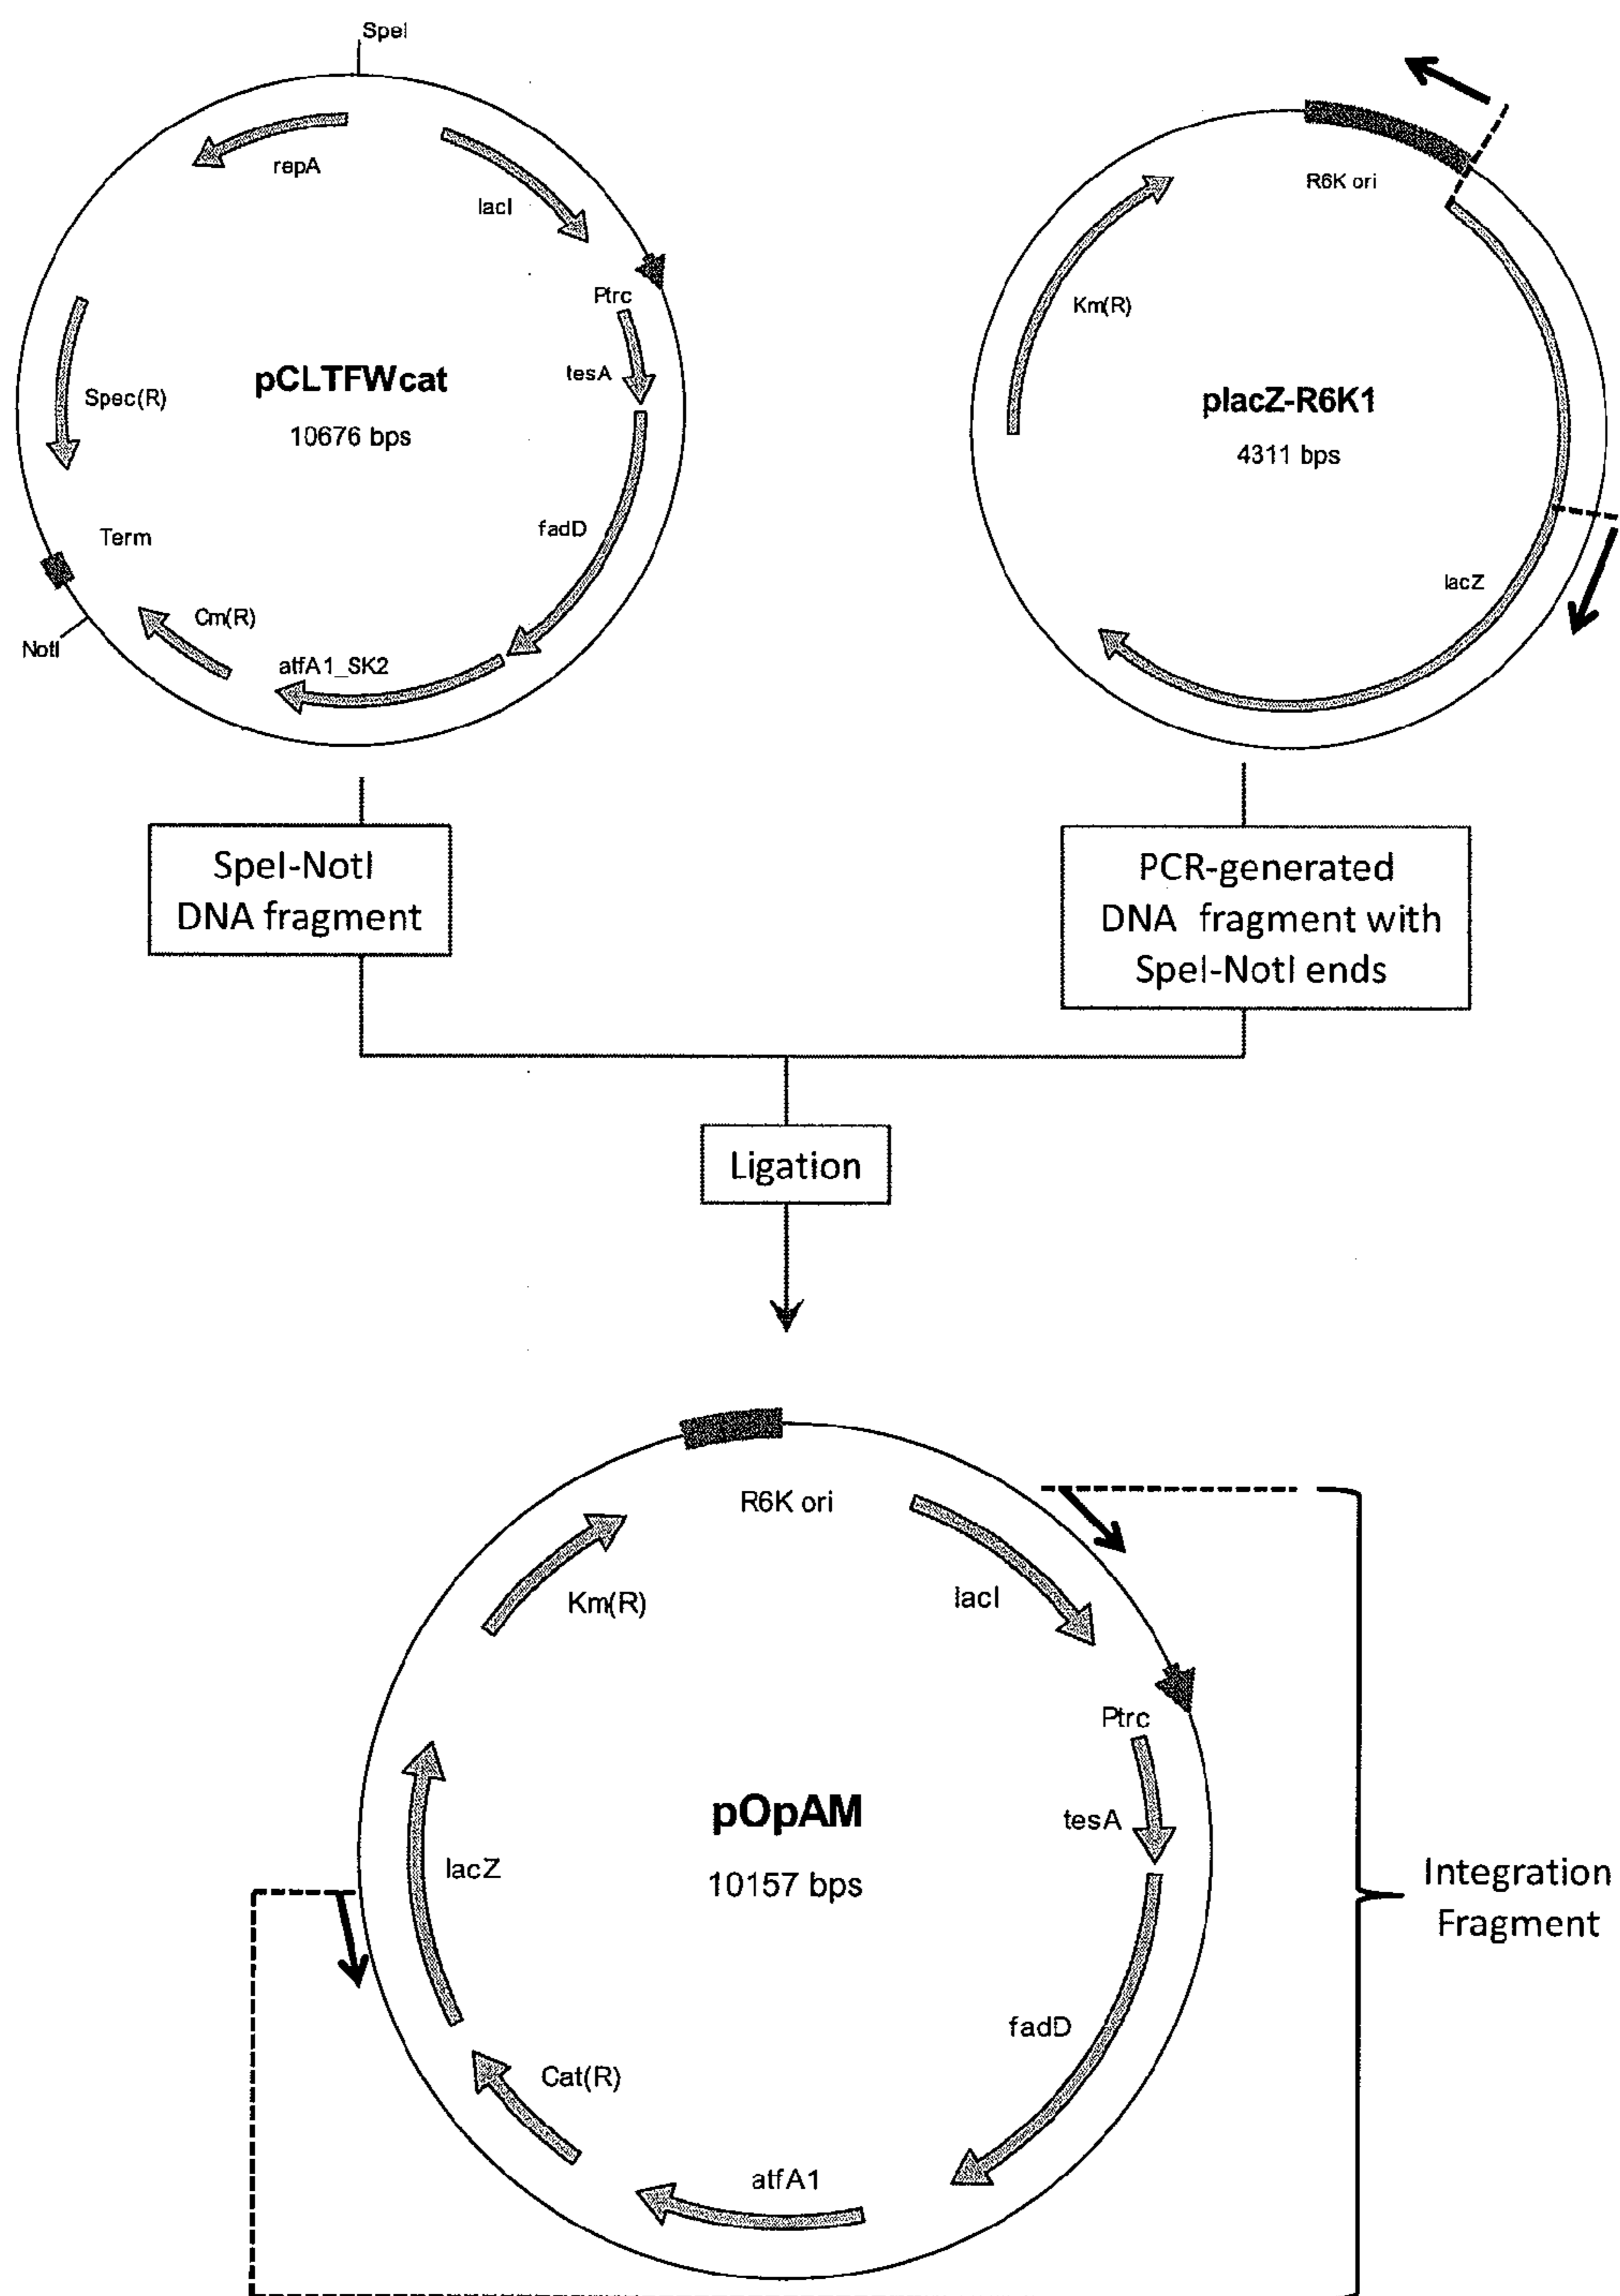 SpeI
repA
lacI
Ptrc
tesA
pCLTFWcat
10676 bps
Spec(R)
fadD
Term
Cm(R)
NotI
atfA1_SK2
R6K ori
Km(R)
placZ-R6K1
4311 bps
lacZ
SpeI-NotI
DNA fragment
PCR-generated
DNA fragment with
SpeI-NotI ends
Ligation
R6K ori
Km(R)
lacI
Ptrc
pOpAM
10157 bps
tesA
lacZ
Integration
Fragment
fadD
Cat(R)
atfA1